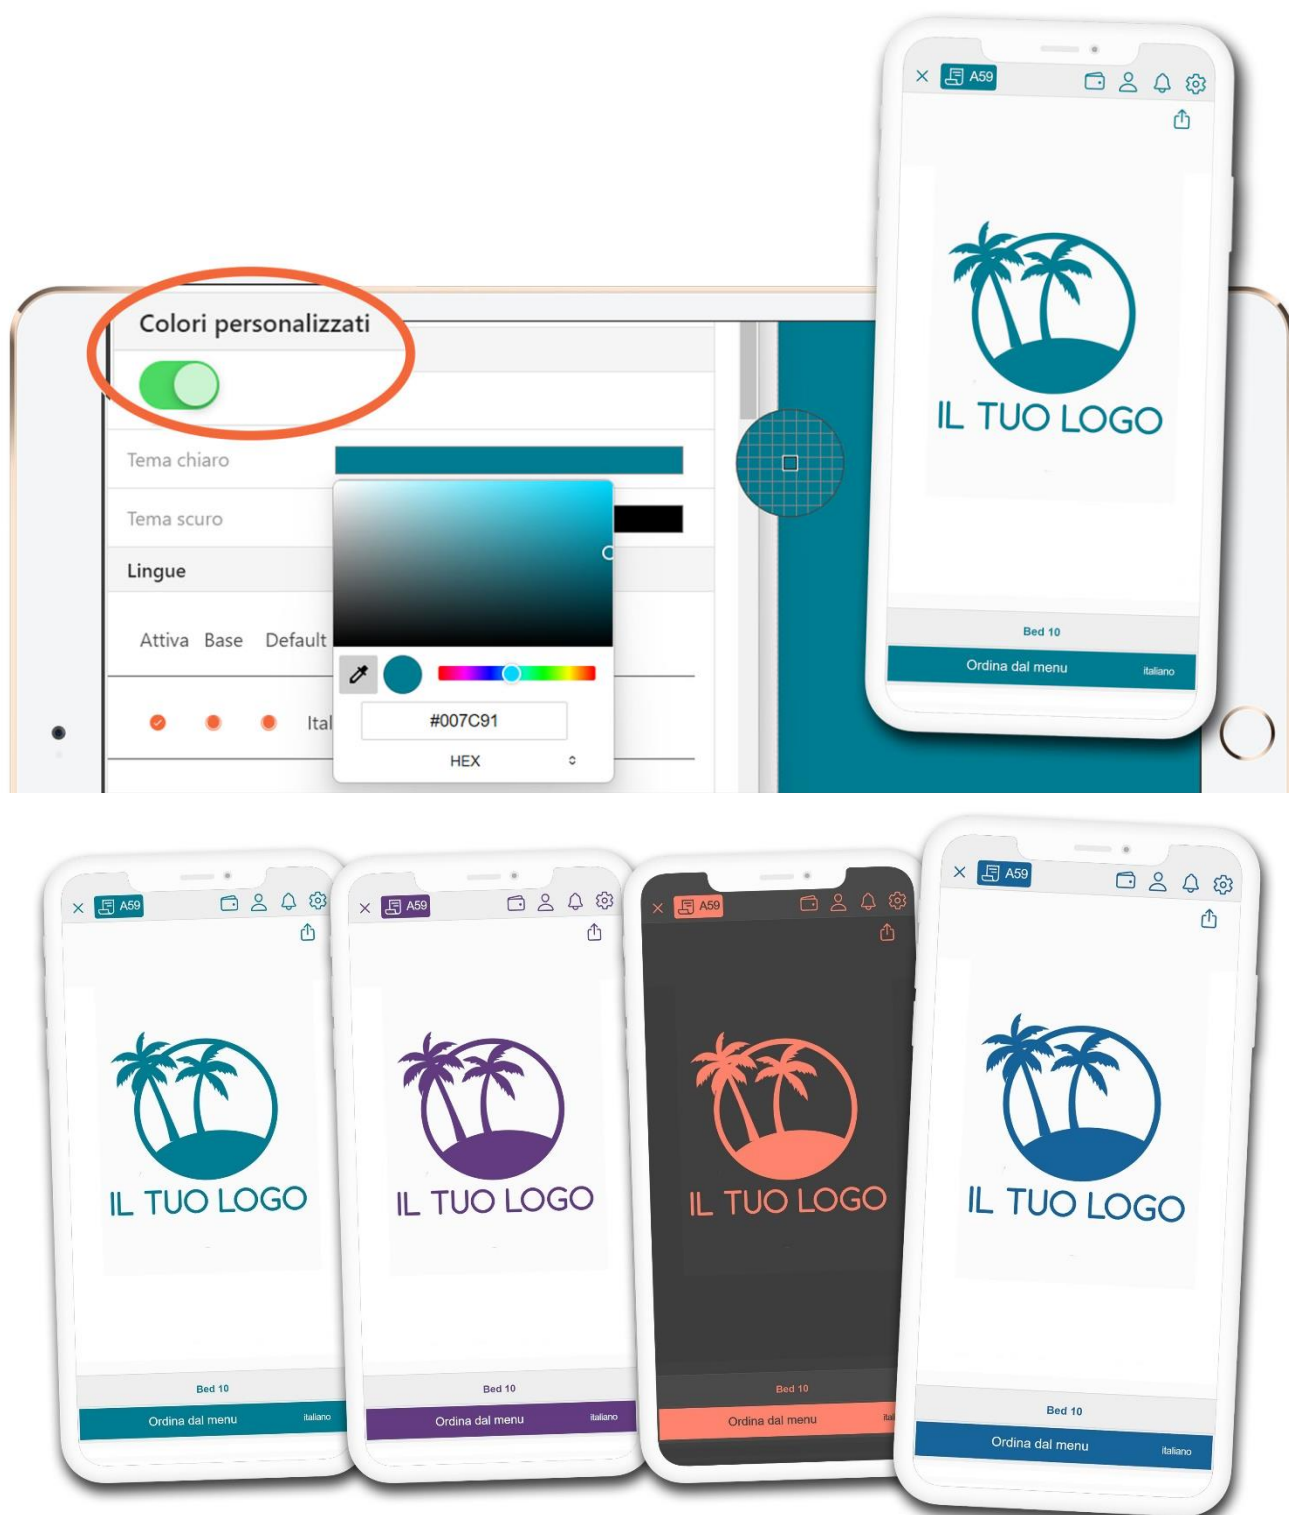 A59
IL TUO LOGO
Bed 10
Ordina dal menu italiano
Colori personalizzati
Tema chiaro
Tema scuro
Lingue
Attiva Base Default
Ital
#007C91
HEX
A59
IL TUO LOGO
Bed 10
Ordina dal menu italiano
A59
IL TUO LOGO
Bed 10
Ordina dal menu italiano
A59
IL TUO LOGO
Bed 10
Ordina dal menu
A59
IL TUO LOGO
Bed 10
Ordina dal menu italiano